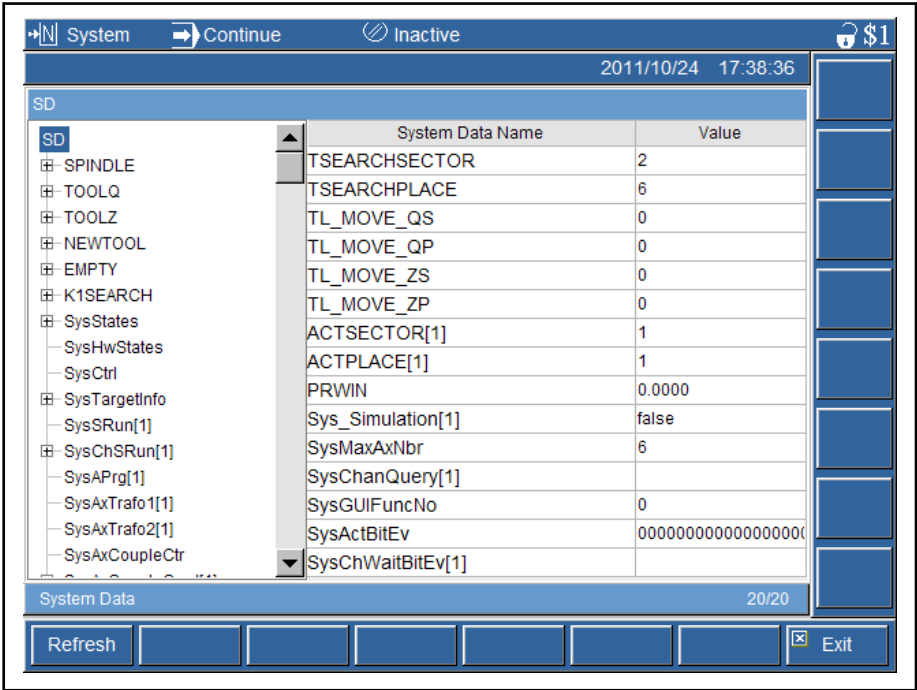 System Continue Inactive $1
2011/10/24 17:38:36
SD
SD
SPINDLE
TOOLQ
TOOLZ
NEWTOOL
EMPTY
K1SEARCH
SysStates
SysHwStates
SysCtrl
SysTargetInfo
SysSRun[1]
SysChSRun[1]
SysAPrg[1]
SysAxTrafo1[1]
SysAxTrafo2[1]
SysAxCoupleCtr
System Data Name Value
TSEARCHSECTOR 2
TSEARCHPLACE 6
TL_MOVE_QS 0
TL_MOVE_QP 0
TL_MOVE_ZS 0
TL_MOVE_ZP 0
ACTSECTOR[1] 1
ACTPLACE[1] 1
PRWIN 0.0000
Sys_Simulation[1] false
SysMaxAxNbr 6
SysChanQuery[1]
SysGUIFuncNo 0
SysActBitEv 00000000000000000
SysChWaitBitEv[1]
System Data 20/20
Refresh Exit